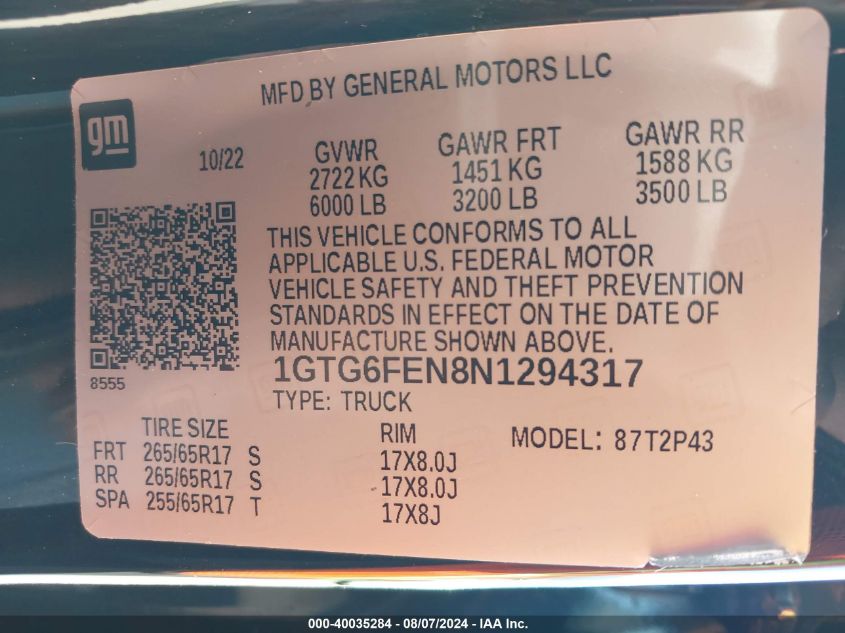 MFD BY GENERAL MOTORS LLC
gm
10/22
GVWR GAWR FRT GAWR RR
2722 KG 1451 KG 1588 KG
6000 LB 3200 LB 3500 LB
THIS VEHICLE CONFORMS TO ALL
APPLICABLE U.S. FEDERAL MOTOR
VEHICLE SAFETY AND THEFT PREVENTION
STANDARDS IN EFFECT ON THE DATE OF
MANUFACTURE SHOWN ABOVE.
8555
1GTG6FEN8N1294317
TYPE: TRUCK
TIRE SIZE RIM MODEL: 87T2P43
FRT 265/65R17 S 17X8.0J
RR 265/65R17 S 17X8.0J
SPA 255/65R17 T 17X8J
000-40035284 - 08/07/2024 - IAA Inc.